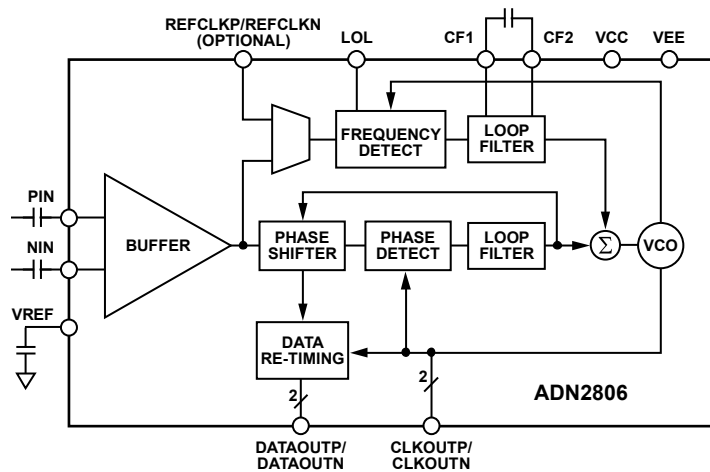 REFCLKP/REFCLKN
(OPTIONAL)
LOL
CF1
CF2
VCC
VEE
FREQUENCY
DETECT
LOOP
FILTER
PIN
NIN
VREF
BUFFER
PHASE
SHIFTER
PHASE
DETECT
LOOP
FILTER
Σ
VCO
DATA
RE-TIMING
2
2
ADN2806
DATAOUTP/
DATAOUTN
CLKOUTP/
CLKOUTN